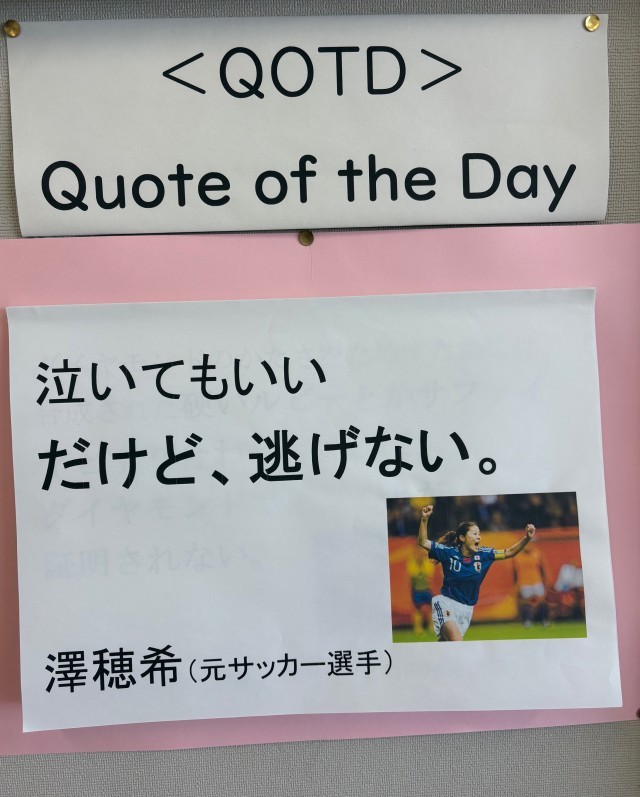 <QOTD>
Quote of the Day
泣いてもいい
だけど、逃げない。
10
澤穂希（元サッカー選手）